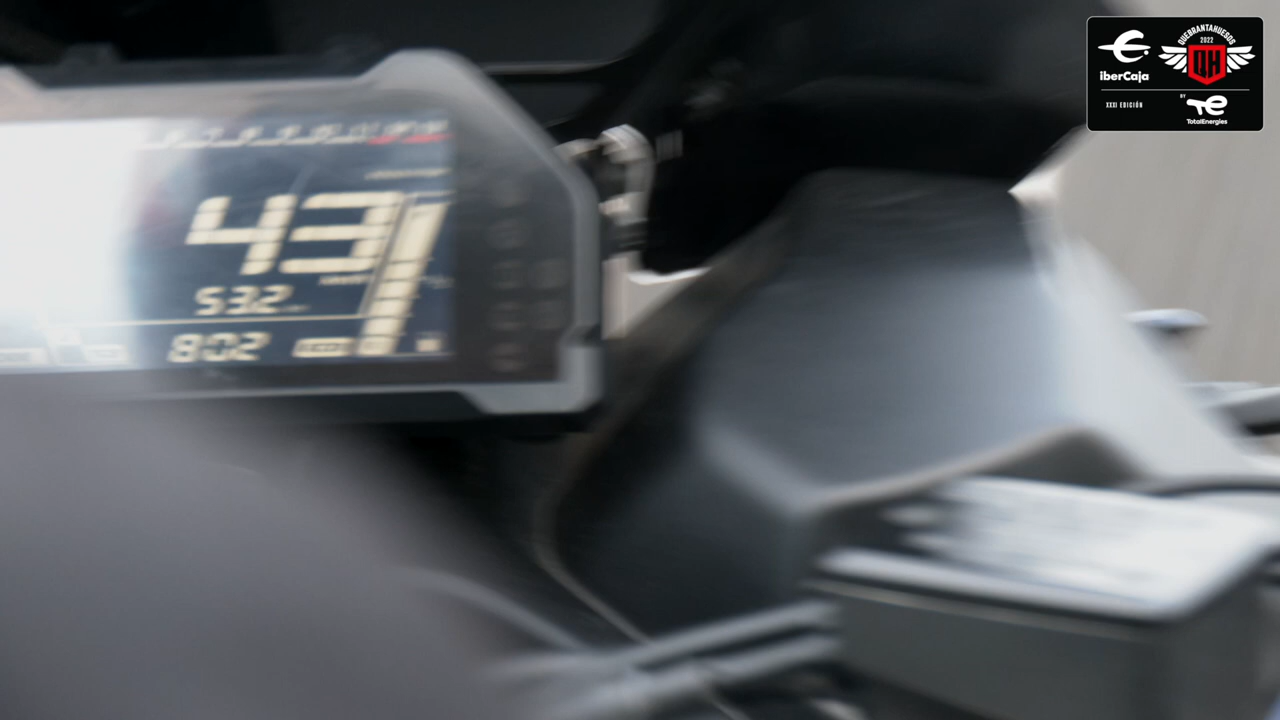 43
532
802
iberCaja
QUEBRANTAHUESOS
2022
QH
XXXI EDICIÓN
BY
TotalEnergies